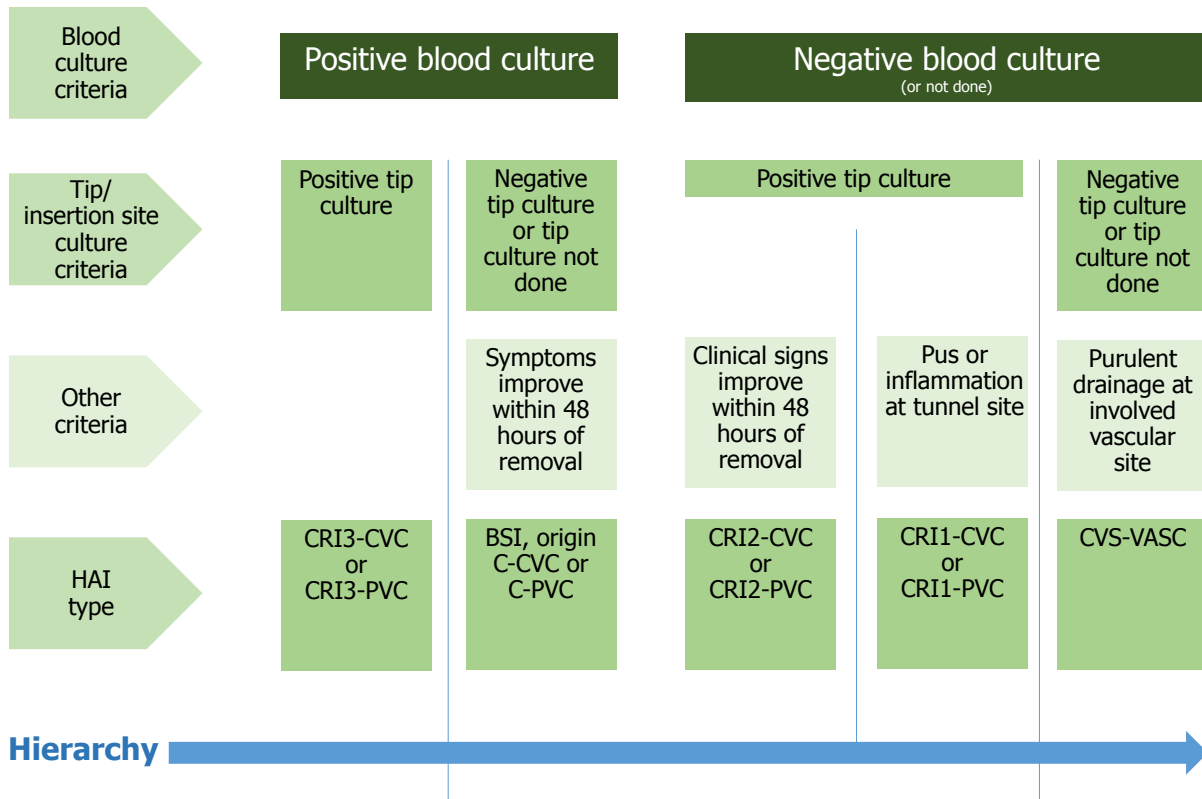 Blood
culture
criteria
Positive blood culture
Negative blood culture
(or not done)
Tip/
insertion site
culture
criteria
Positive tip
culture
Negative
tip culture
or tip
culture not
done
Positive tip culture
Negative
tip culture
or tip
culture not
done
Other
criteria
Symptoms
improve
within 48
hours of
removal
Clinical signs
improve
within 48
hours of
removal
Pus or
inflammation
at tunnel site
Purulent
drainage at
involved
vascular
site
HAI
type
CRI3-CVC
or
CRI3-PVC
BSI, origin
C-CVC or
C-PVC
CRI2-CVC
or
CRI2-PVC
CRI1-CVC
or
CRI1-PVC
CVS-VASC
Hierarchy